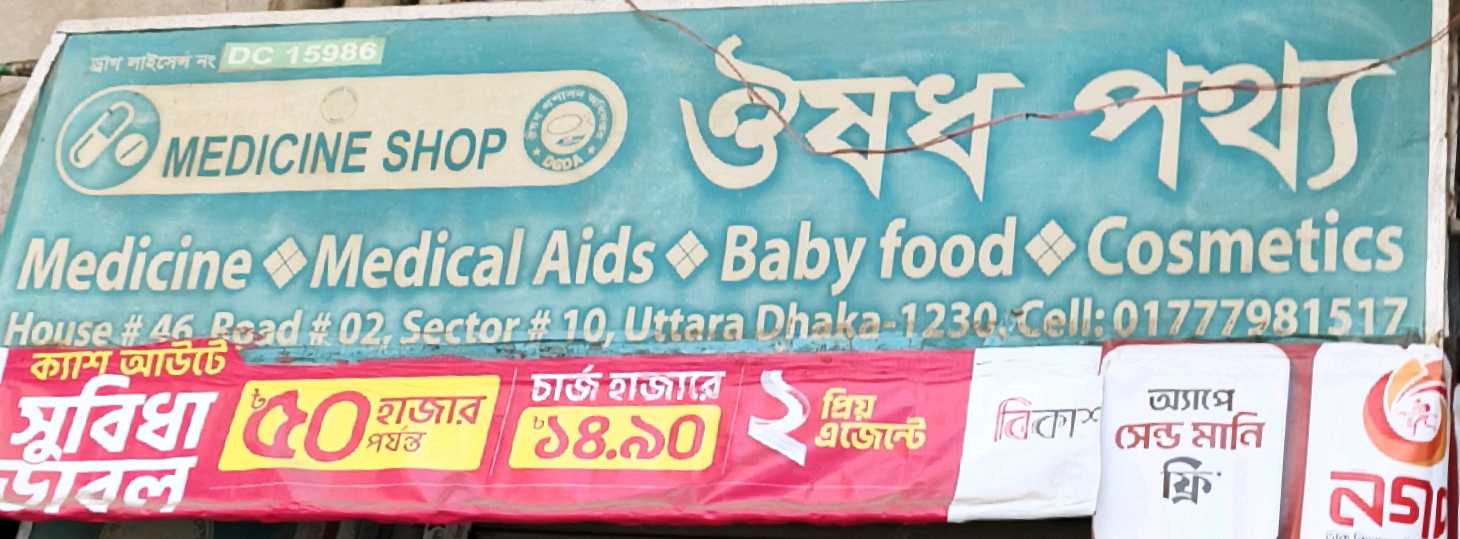 ড্রাগ লাইসেন্স নং DC 15986
MEDICINE SHOP
DGDA
ঔষধ পথ্য
Medicine Medical Aids Baby food Cosmetics
House # 46, Road # 02, Sector # 10, Uttara Dhaka-1230, Cell: 01777981517
ক্যাশ আউটে
সুবিধা
ডাবল
৳৫০ হাজার
পর্যন্ত
চার্জ হাজারে
৳১৪.৯০
২ প্রিয়
এজেন্টে
বিকাশ
অ্যাপে
সেন্ড মানি
ফ্রি
নগদ